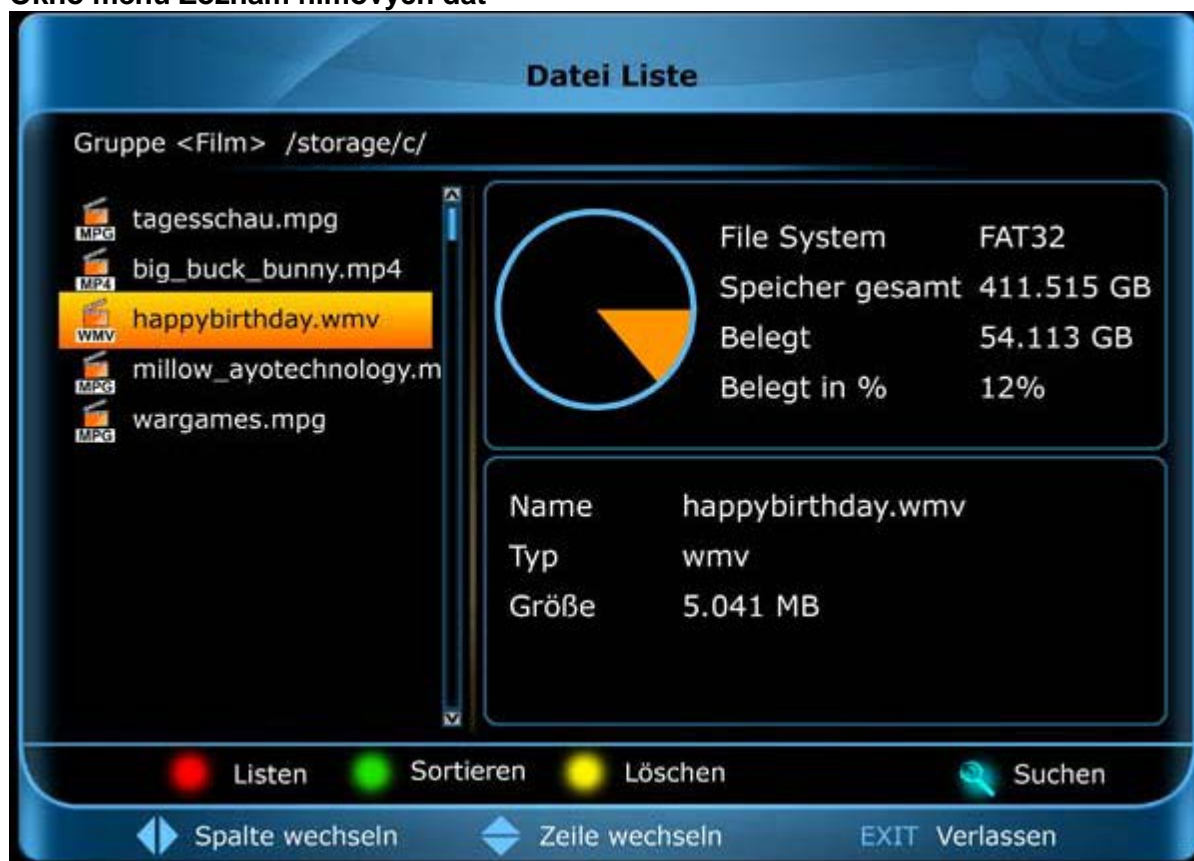 Okno menu Zoznam filmových dát
Datei Liste
Gruppe <Film> /storage/c/
MPG tagesschau.mpg
MP4 big_buck_bunny.mp4
WMV happybirthday.wmv
MPG millow_ayotechnology.m
MPG wargames.mpg
File System FAT32
Speicher gesamt 411.515 GB
Belegt 54.113 GB
Belegt in % 12%
Name happybirthday.wmv
Typ wmv
Größe 5.041 MB
Listen Sortieren Löschen Suchen
Spalte wechseln Zeile wechseln EXIT Verlassen